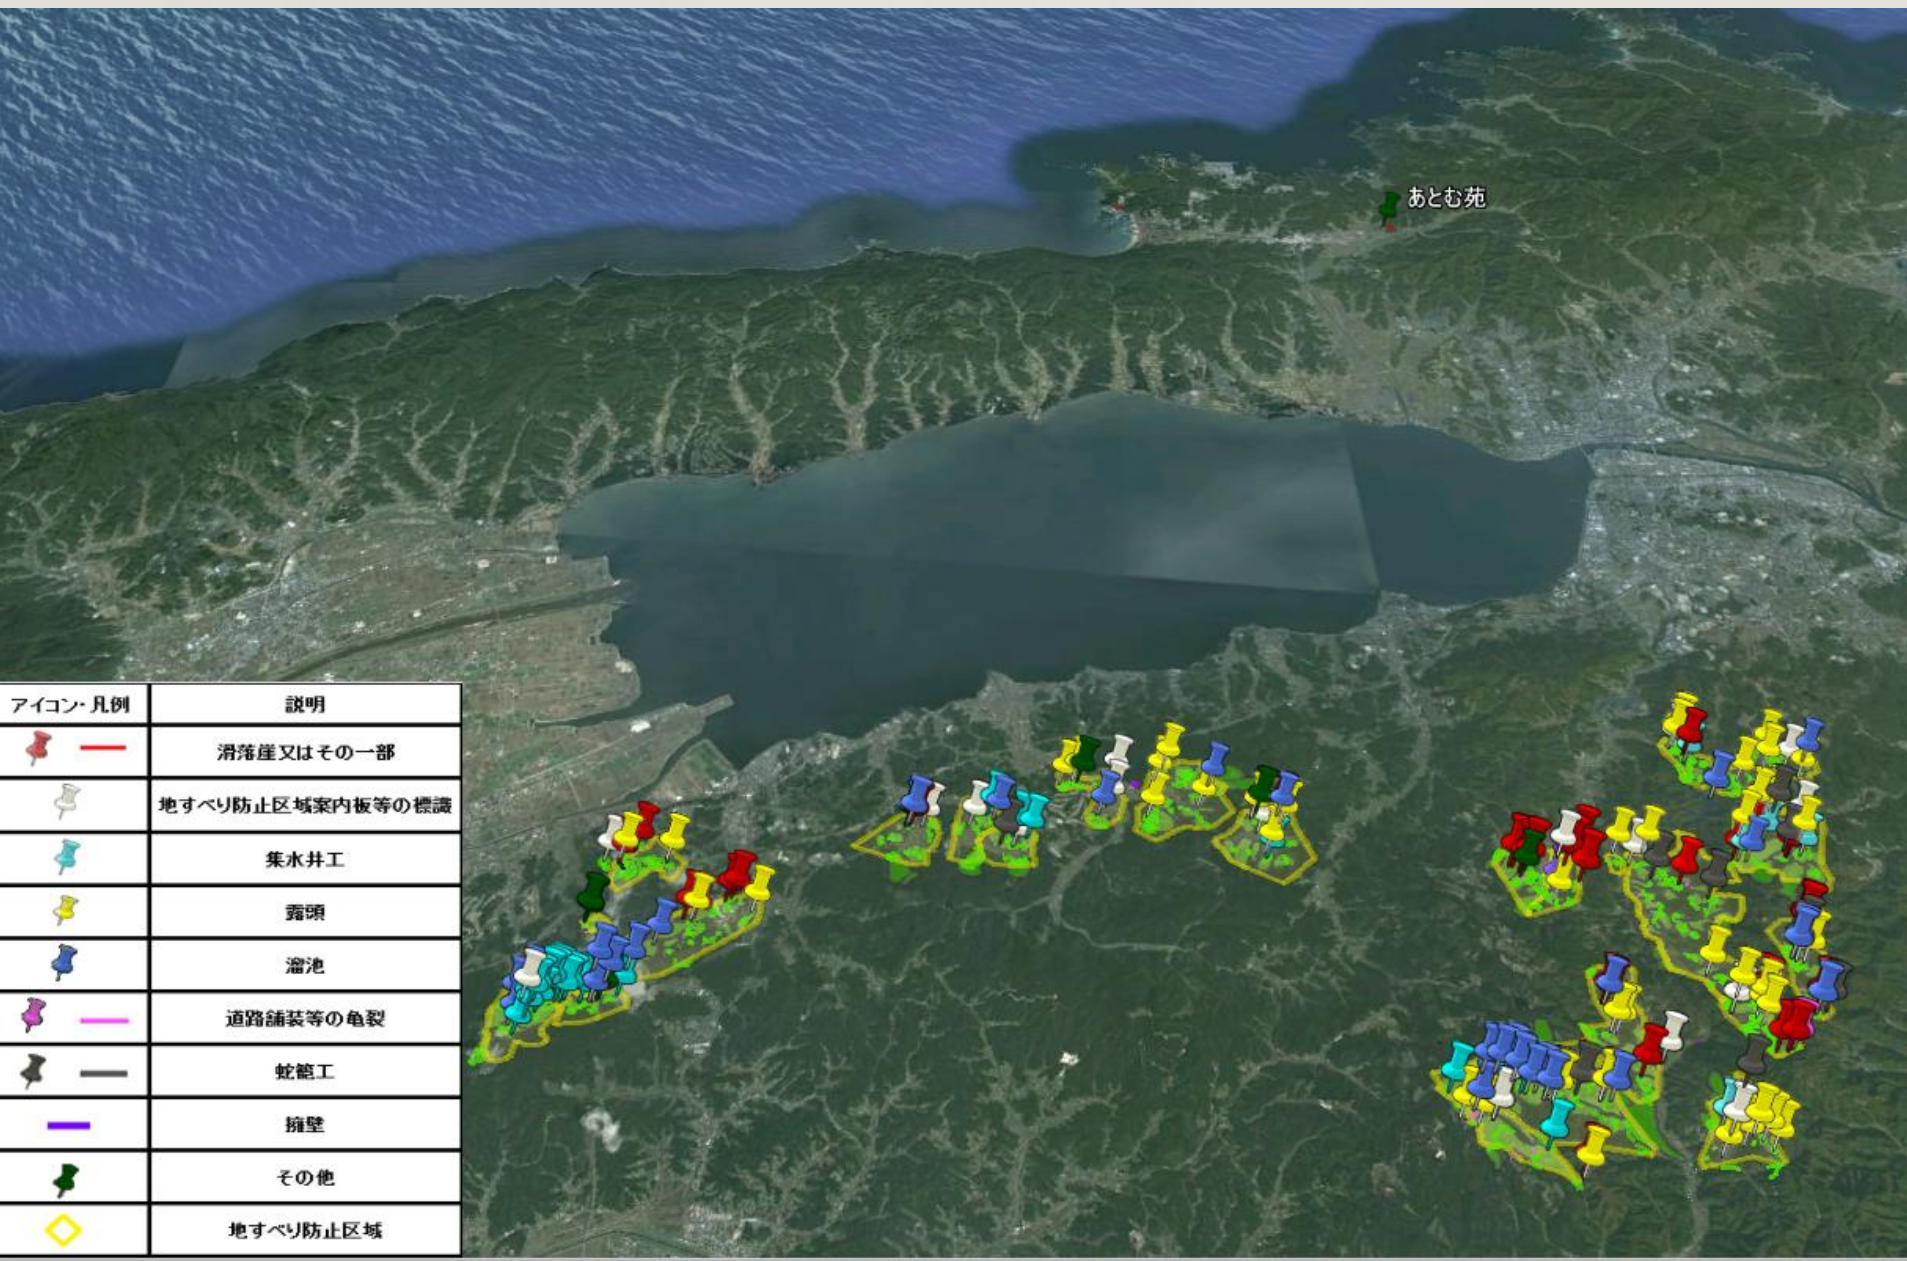 あとむ苑
アイコン・凡例 説明
滑落崖又はその一部
地すべり防止区域案内板等の標識
集水井工
露頭
溜池
道路舗装等の亀裂
蛇籠工
擁壁
その他
地すべり防止区域